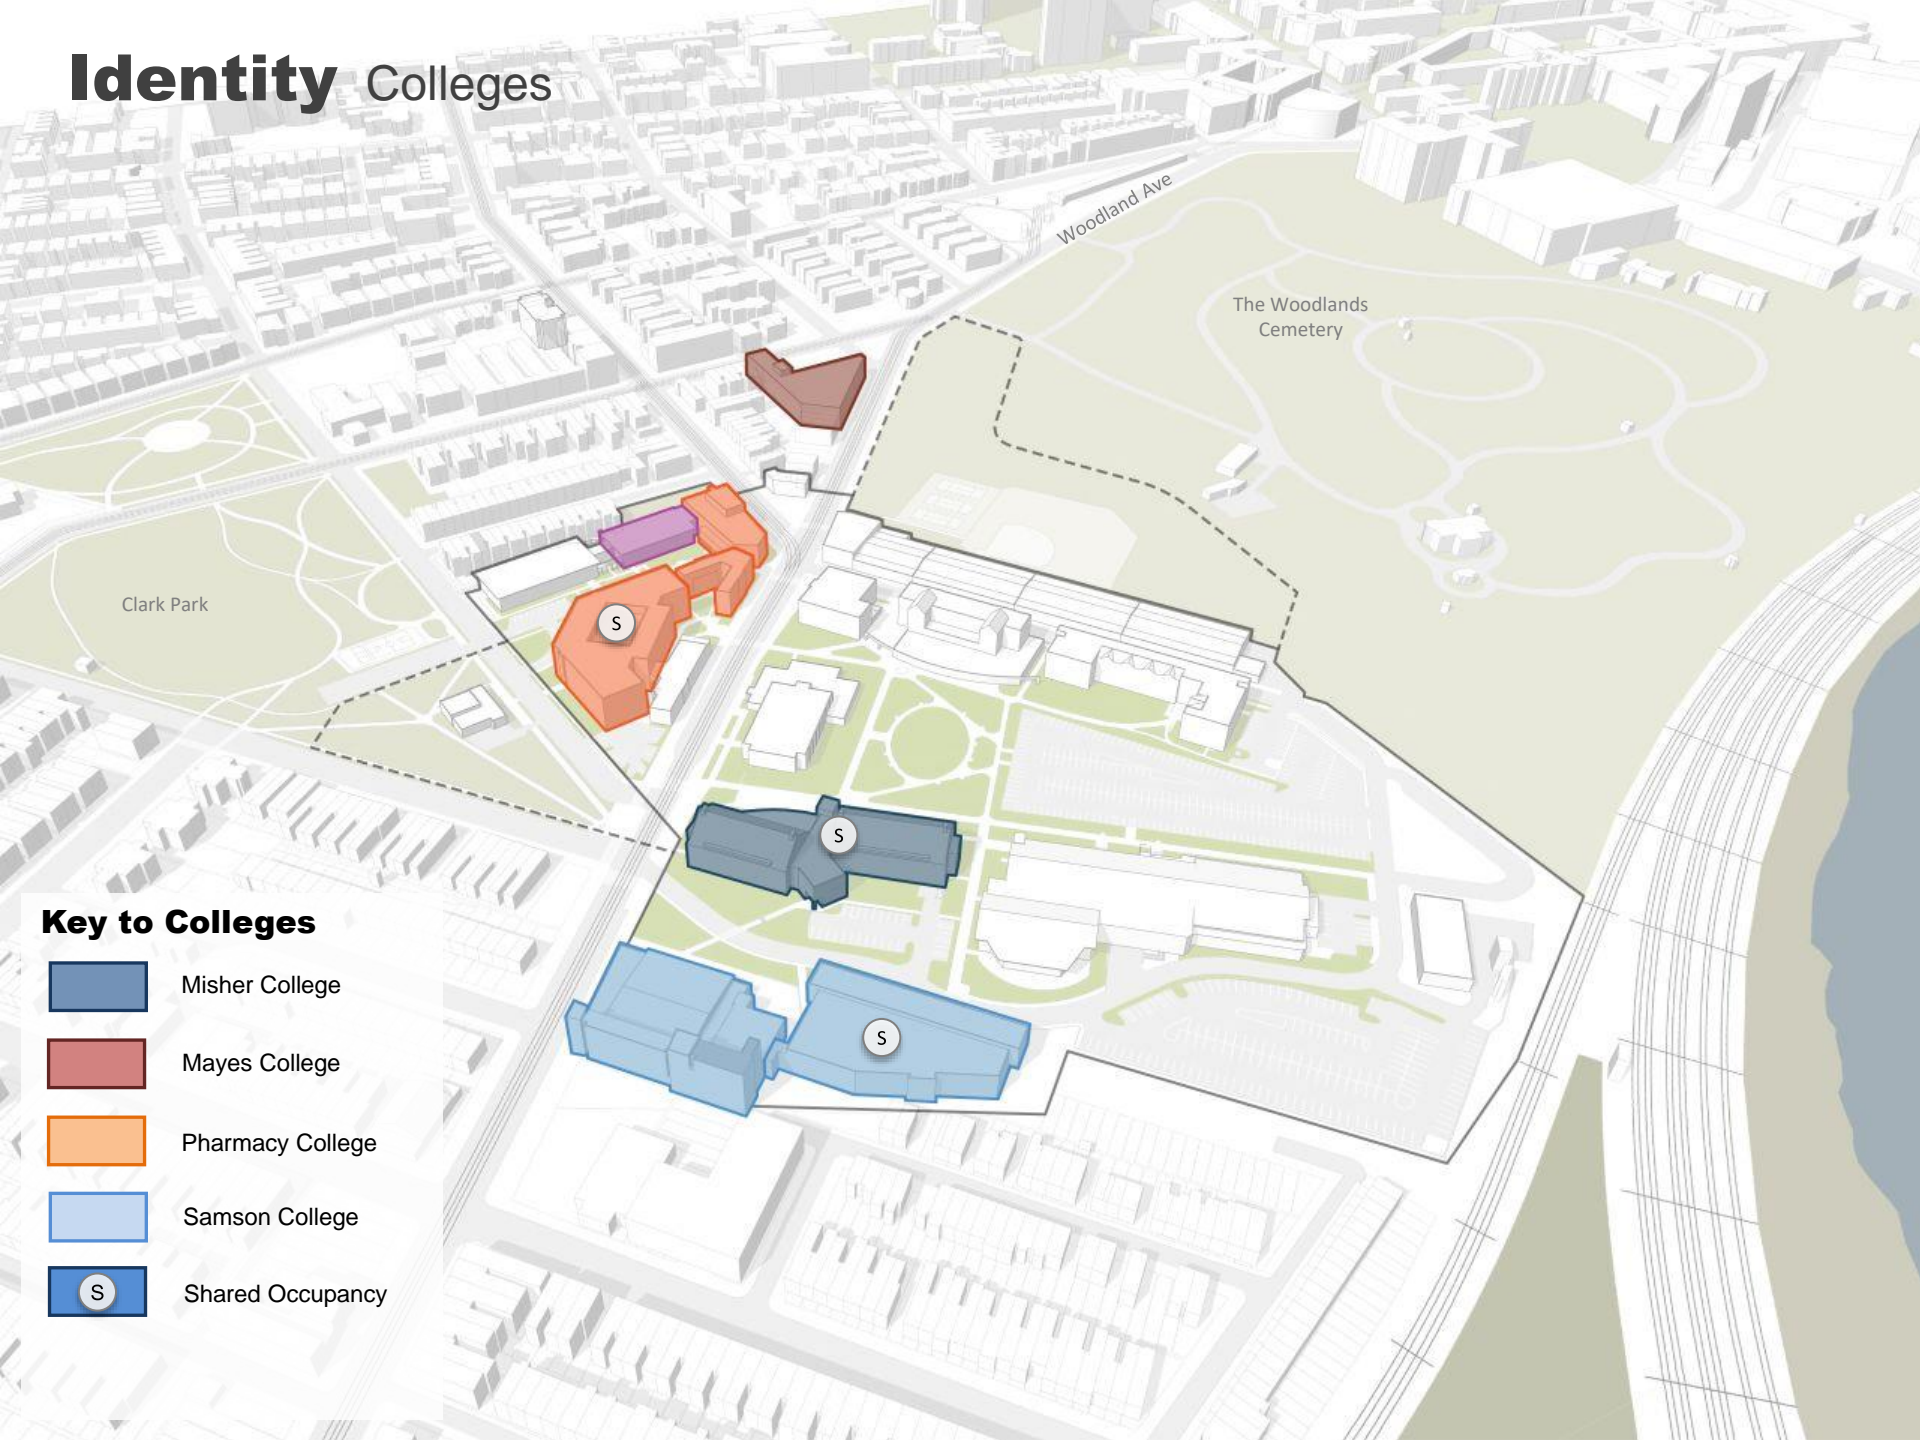 Identity Colleges
Woodland Ave
The Woodlands
Cemetery
Clark Park
S
S
S
Key to Colleges
Misher College
Mayes College
Pharmacy College
Samson College
S Shared Occupancy